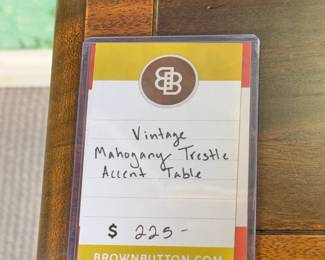 BB
Vintage
Mahogany Trestle
Accent Table
$ 225-
BROWNBUTTON.COM